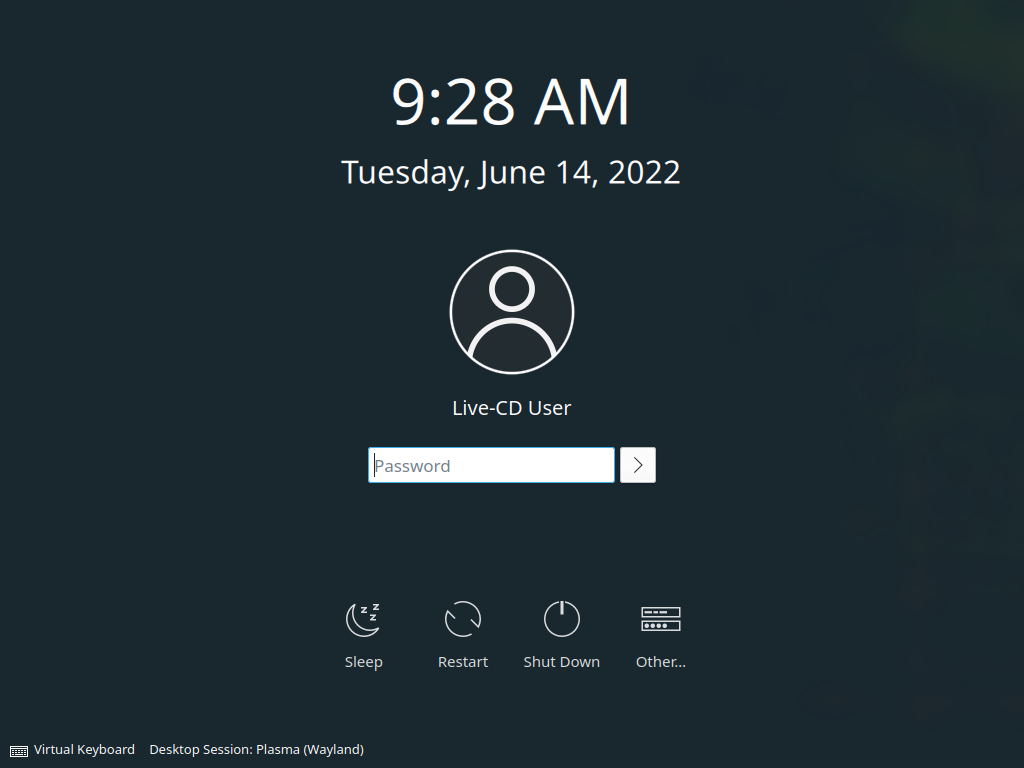 9:28 AM
Tuesday, June 14, 2022
Live-CD User
Password
Sleep
Restart
Shut Down
Other...
Virtual Keyboard
Desktop Session: Plasma (Wayland)